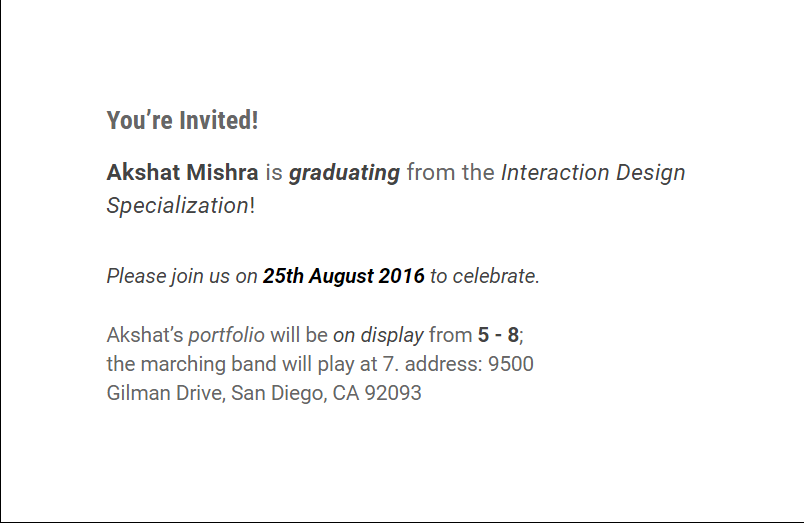 You’re Invited!
Akshat Mishra is graduating from the Interaction Design
Specialization!
Please join us on 25th August 2016 to celebrate.
Akshat’s portfolio will be on display from 5 - 8;
the marching band will play at 7. address: 9500
Gilman Drive, San Diego, CA 92093